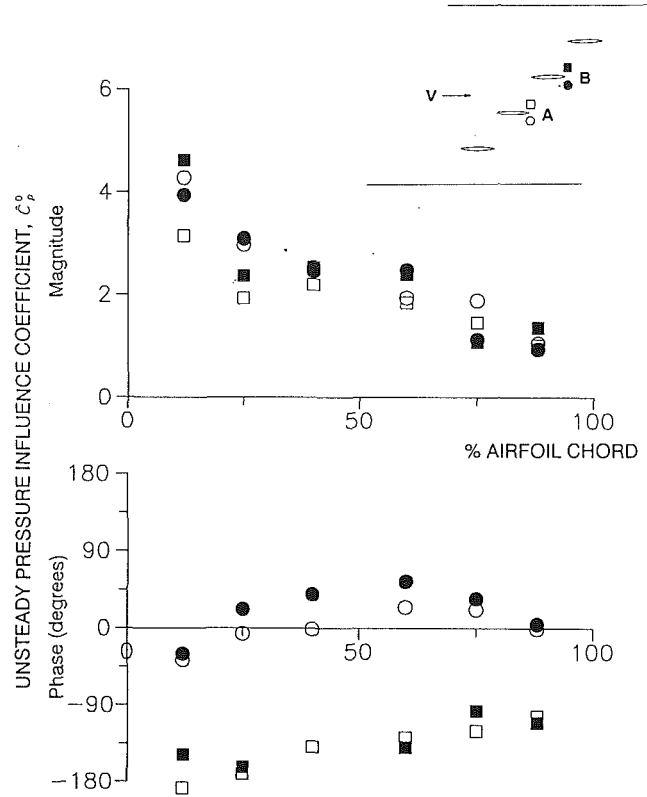 V
A
B
UNSTEADY PRESSURE INFLUENCE COEFFICIENT, Ĉ⁰ₚ
Magnitude
6
4
2
0
0
50
100
% AIRFOIL CHORD
Phase (degrees)
180
90
0
−90
−180
50
100